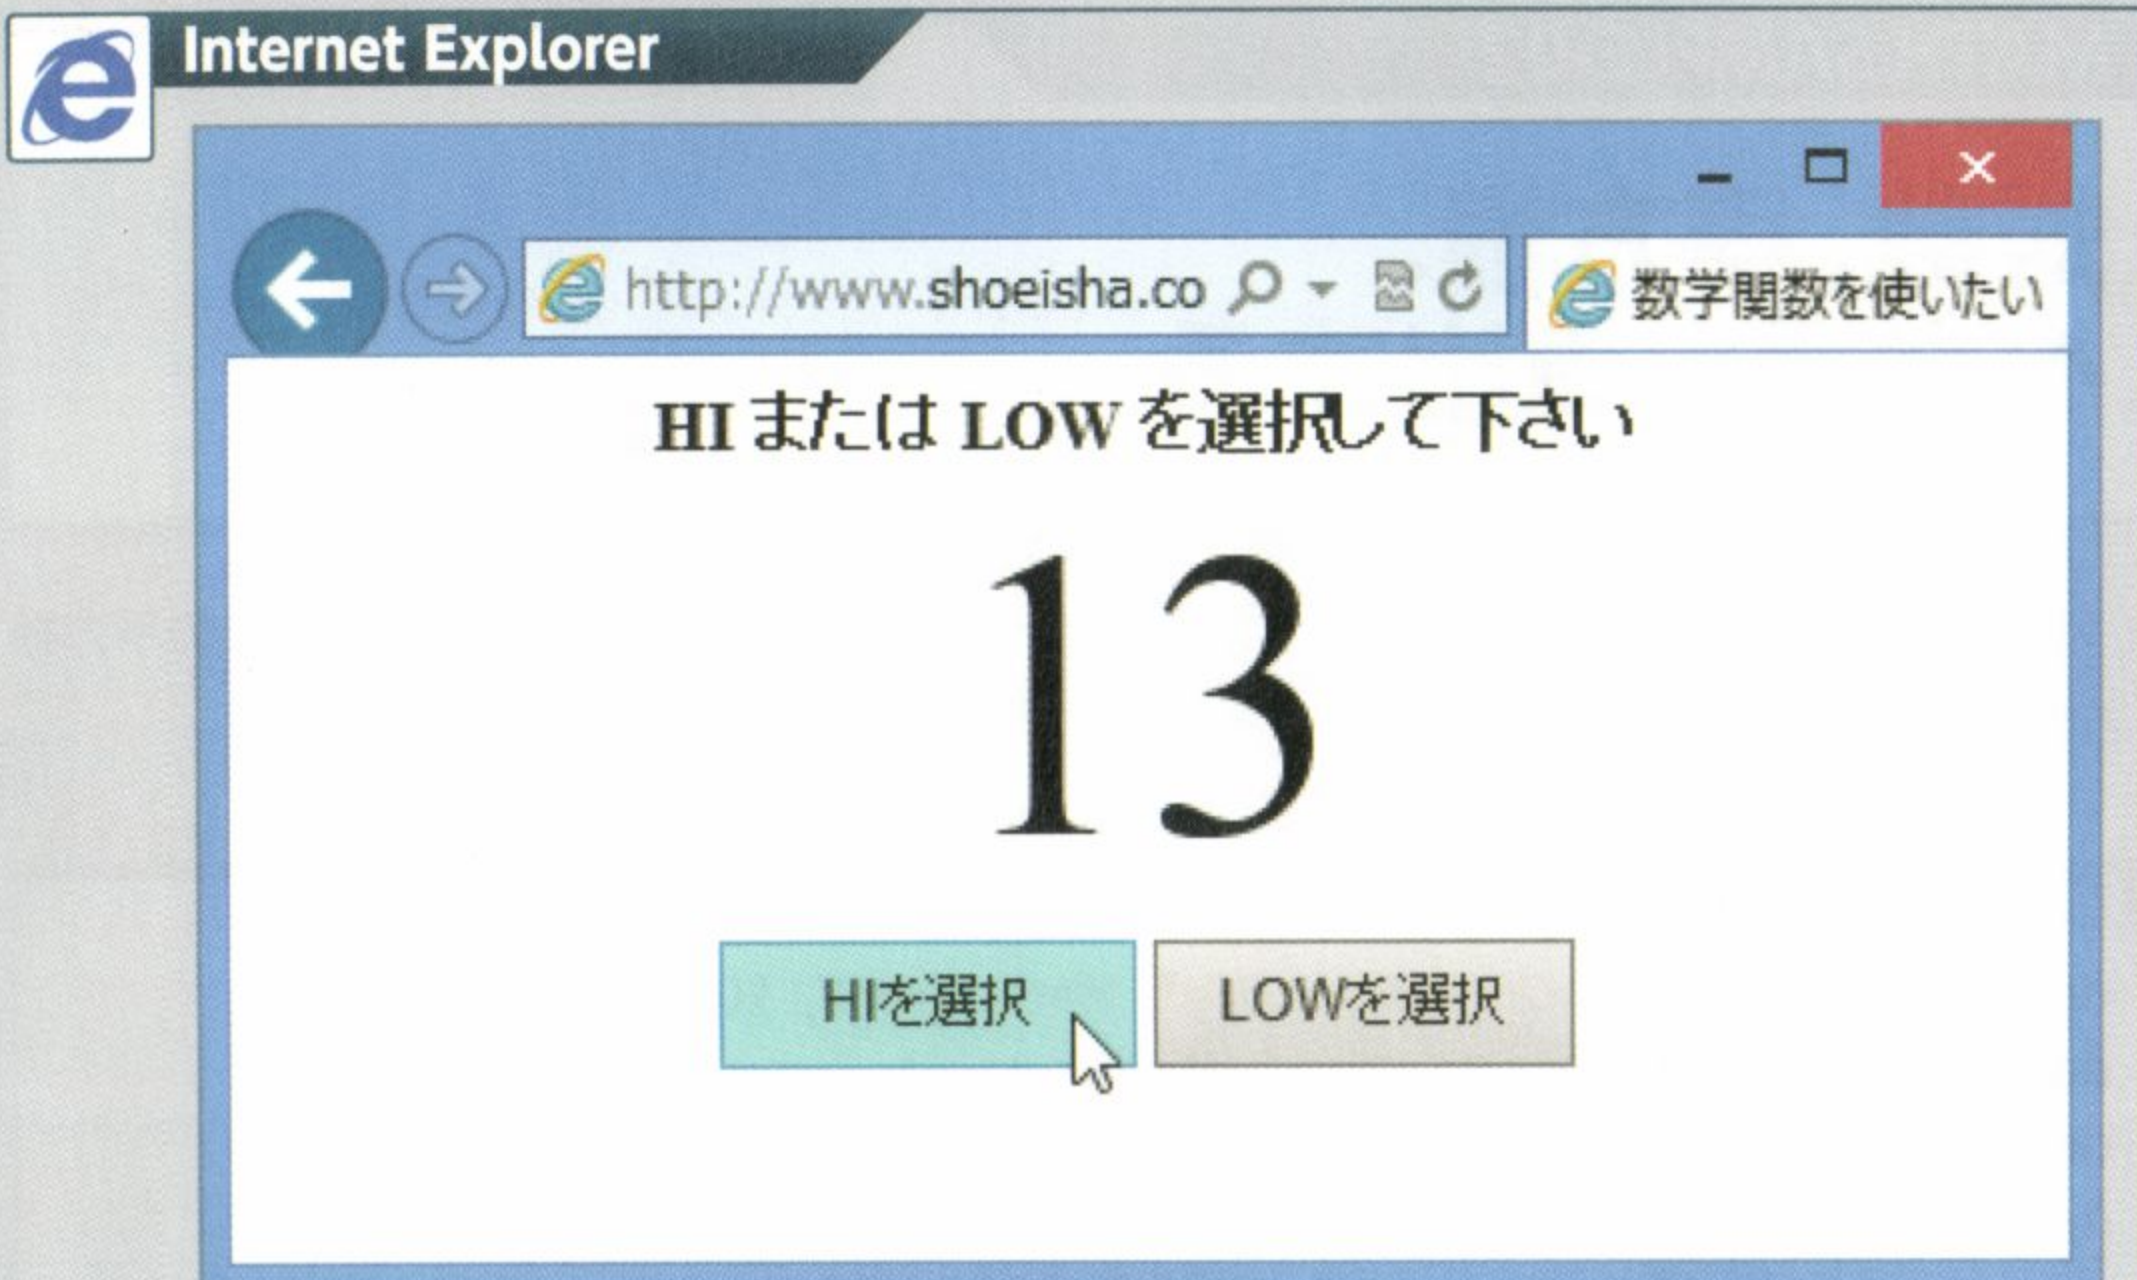 Internet Explorer
http://www.shoeisha.co
数学関数を使いたい
HI または LOW を選択して下さい
13
HIを選択
LOWを選択